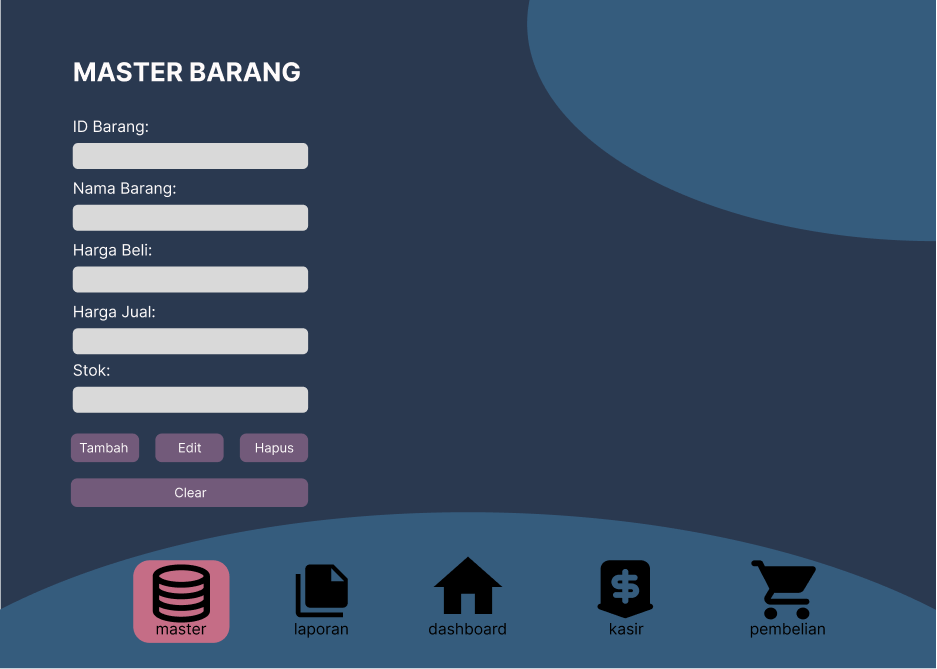 MASTER BARANG
ID Barang:
Nama Barang:
Harga Beli:
Harga Jual:
Stok:
Tambah Edit Hapus
Clear
$
master laporan dashboard kasir pembelian